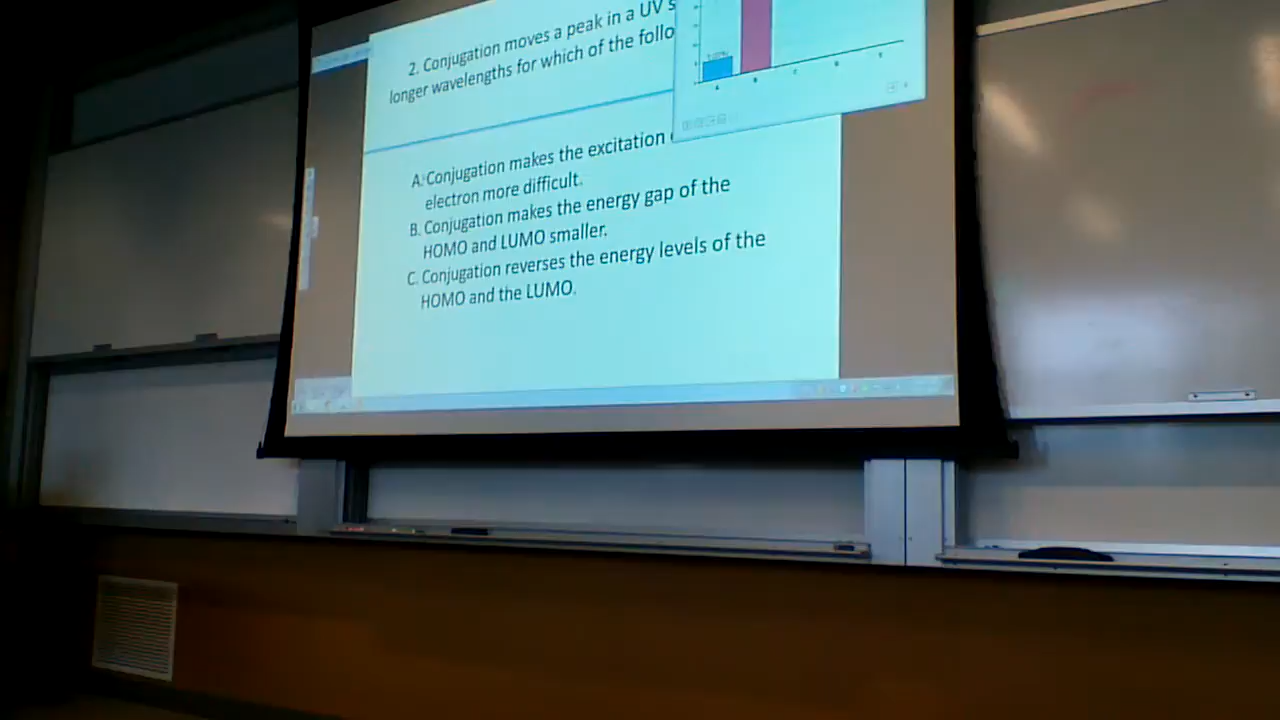 2. Conjugation moves a peak in a UV s
longer wavelengths for which of the follo
A. Conjugation makes the excitation
electron more difficult.
B. Conjugation makes the energy gap of the
HOMO and LUMO smaller.
C. Conjugation reverses the energy levels of the
HOMO and the LUMO.